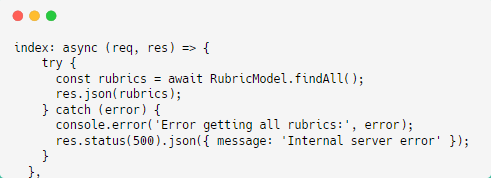 index: async (req, res) => {
    try {
      const rubrics = await RubricModel.findAll();
      res.json(rubrics);
    } catch (error) {
      console.error('Error getting all rubrics:', error);
      res.status(500).json({ message: 'Internal server error' });
    }
  },